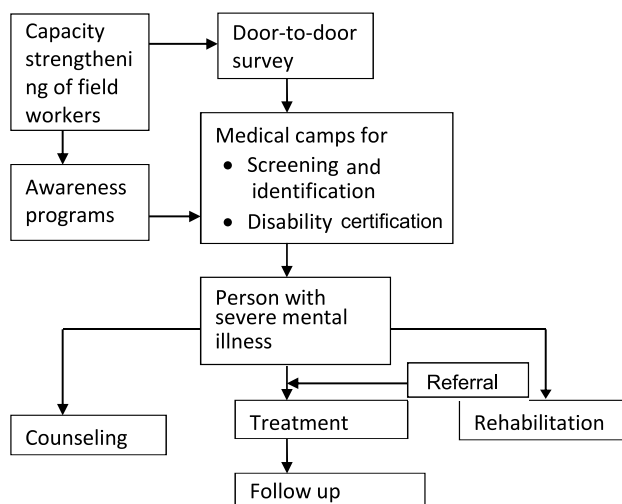 Capacity
strengtheni
ng of field
workers
Door-to-door
survey
Medical camps for
• Screening and
identification
• Disability certification
Awareness
programs
Person with
severe mental
illness
Referral
Counseling
Treatment
Rehabilitation
Follow up